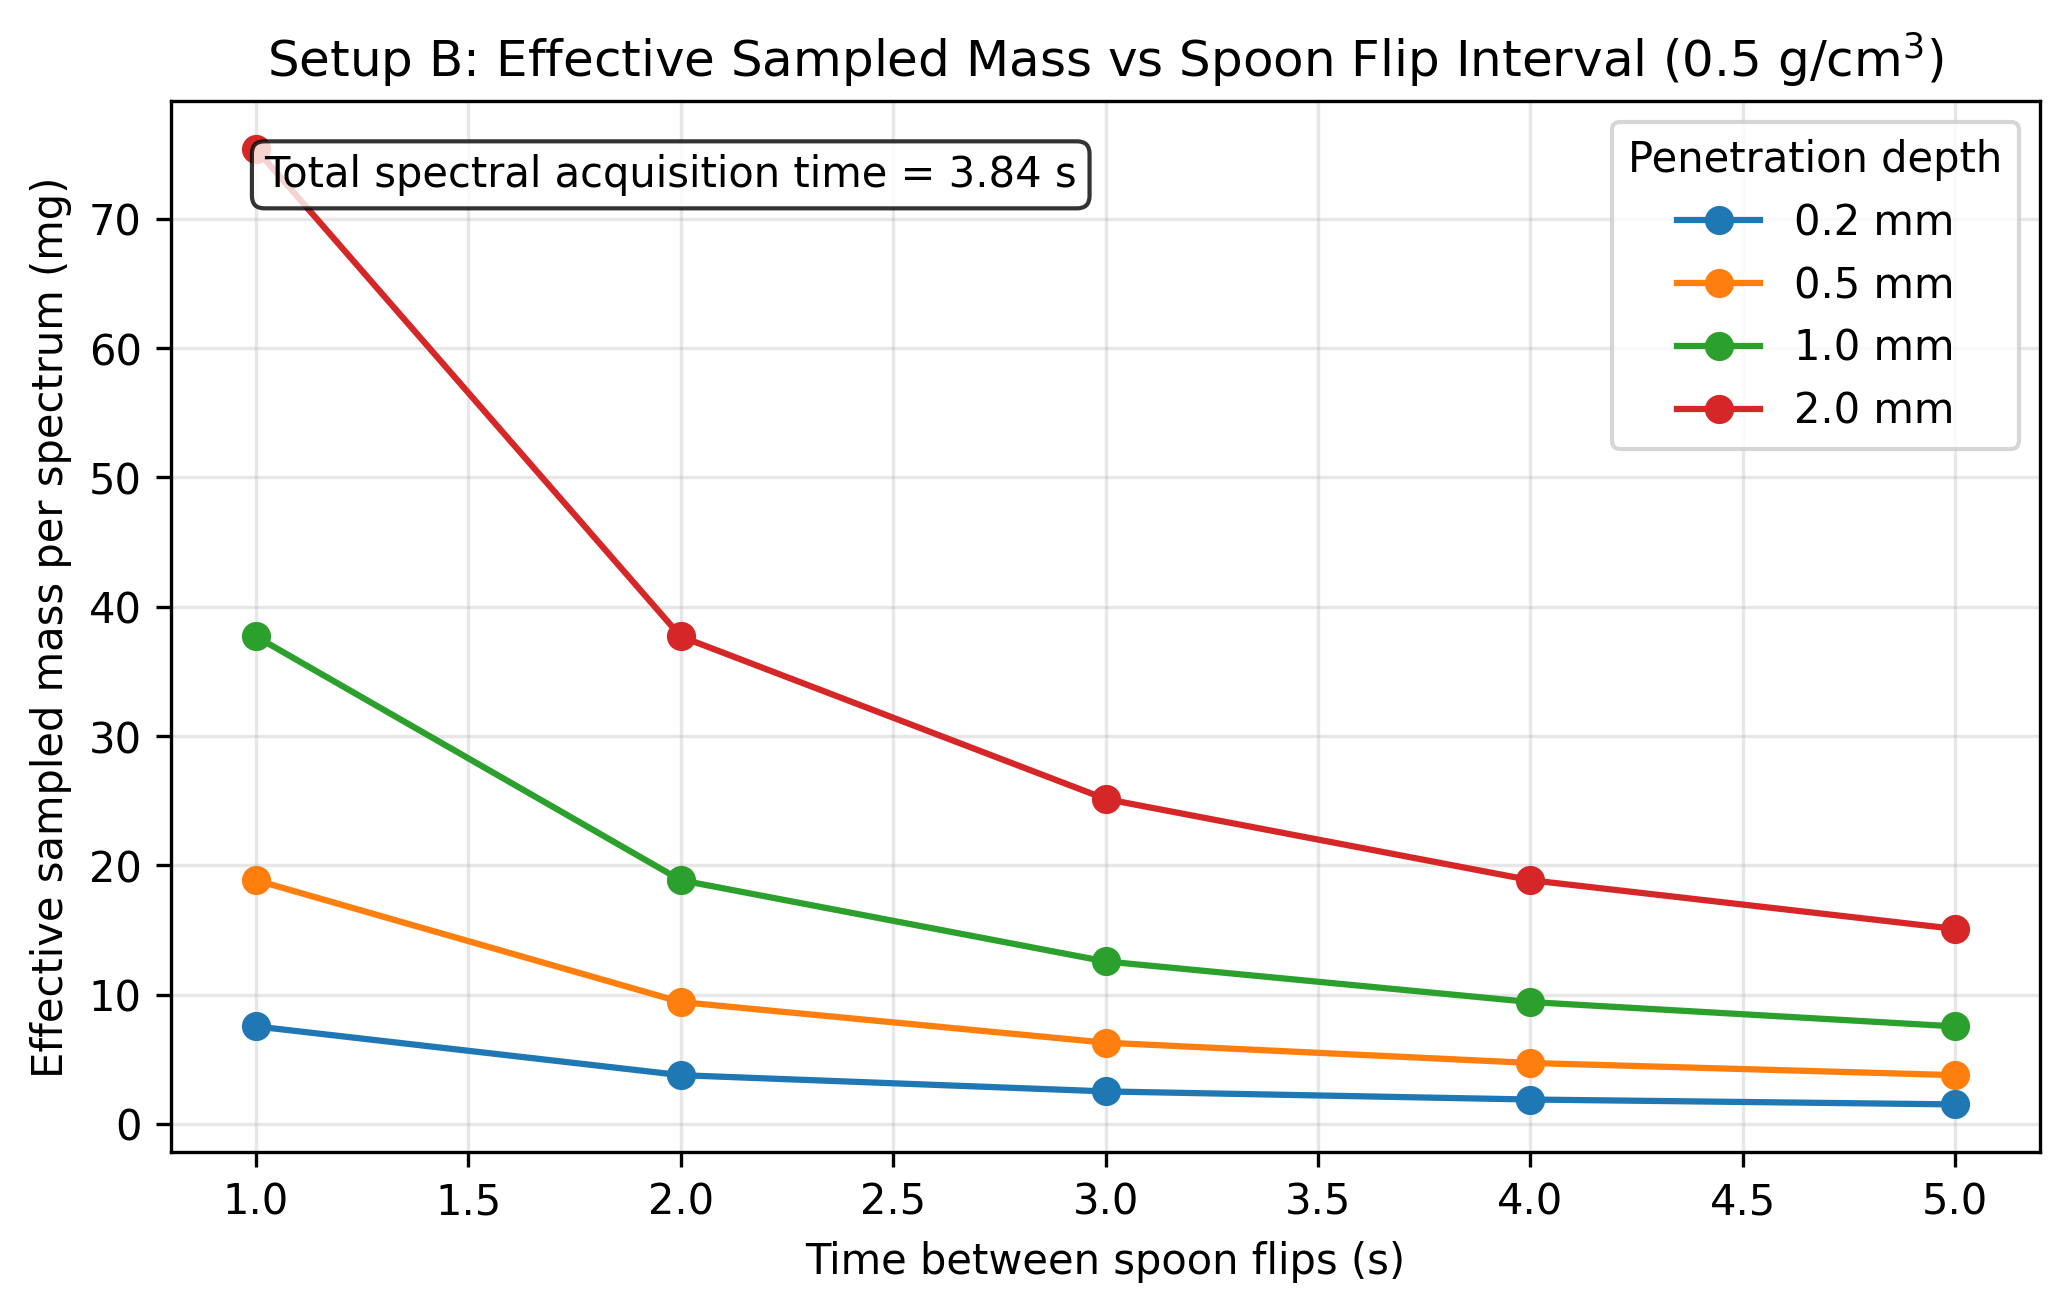 Setup B: Effective Sampled Mass vs Spoon Flip Interval (0.5 g/cm³)
Total spectral acquisition time = 3.84 s
Penetration depth
0.2 mm
0.5 mm
1.0 mm
2.0 mm
Effective sampled mass per spectrum (mg)
70
60
50
40
30
20
10
0
1.0 1.5 2.0 2.5 3.0 3.5 4.0 4.5 5.0
Time between spoon flips (s)